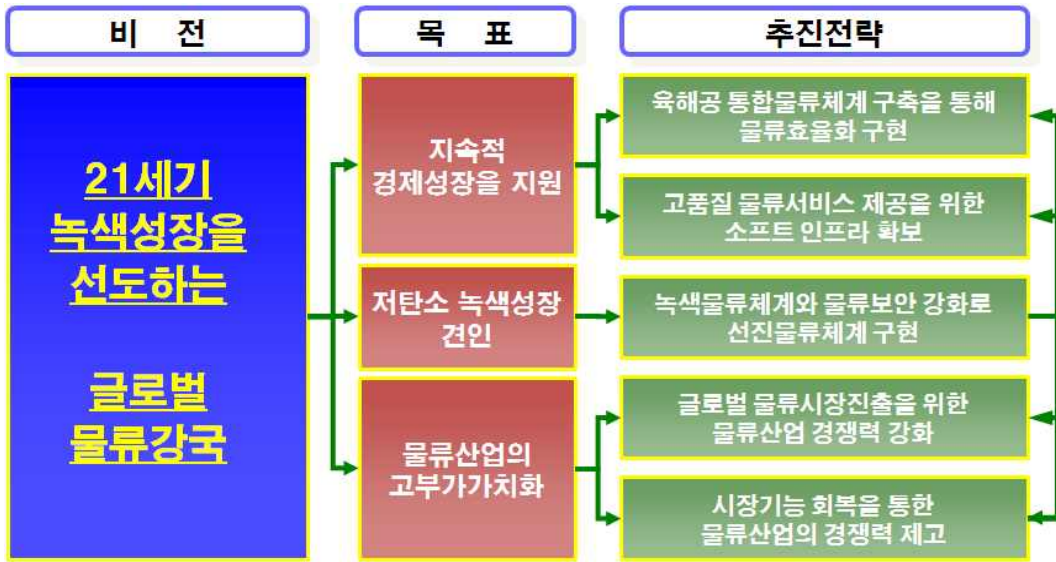 비 전
목 표
추진전략
21세기
녹색성장을
선도하는
글로벌
물류강국
지속적
경제성장을 지원
저탄소 녹색성장
견인
물류산업의
고부가가치화
육해공 통합물류체계 구축을 통해
물류효율화 구현
고품질 물류서비스 제공을 위한
소프트 인프라 확보
녹색물류체계와 물류보안 강화로
선진물류체계 구현
글로벌 물류시장진출을 위한
물류산업 경쟁력 강화
시장기능 회복을 통한
물류산업의 경쟁력 제고